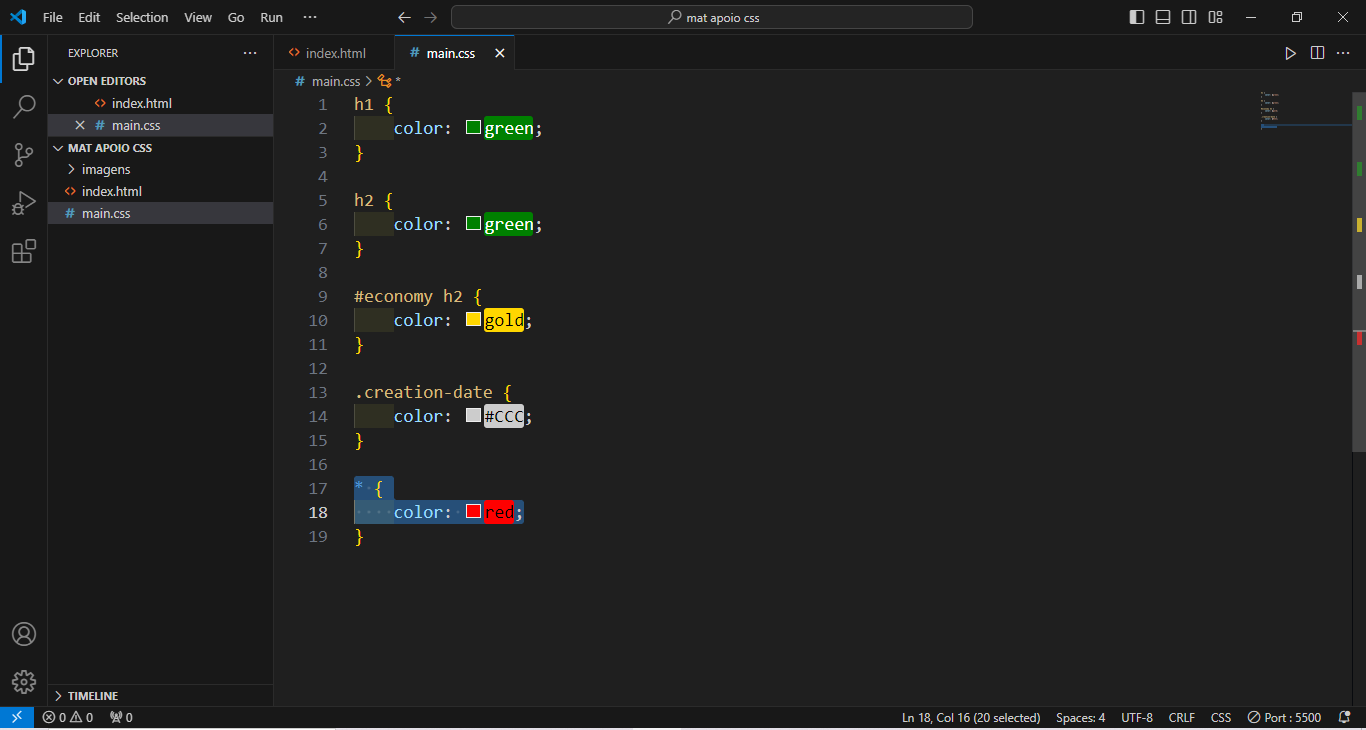 File Edit Selection View Go Run ···
mat apoio css
EXPLORER ···
OPEN EDITORS
<> index.html
# main.css
MAT APOIO CSS
imagens
<> index.html
# main.css
TIMELINE
<> index.html
# main.css
# main.css > *
1 h1 {
2 color: green;
3 }
4
5 h2 {
6 color: green;
7 }
8
9 #economy h2 {
10 color: gold;
11 }
12
13 .creation-date {
14 color: #CCC;
15 }
16
17 * {
18 color: red;
19 }
0 0 0
Ln 18, Col 16 (20 selected) Spaces: 4 UTF-8 CRLF CSS Port : 5500